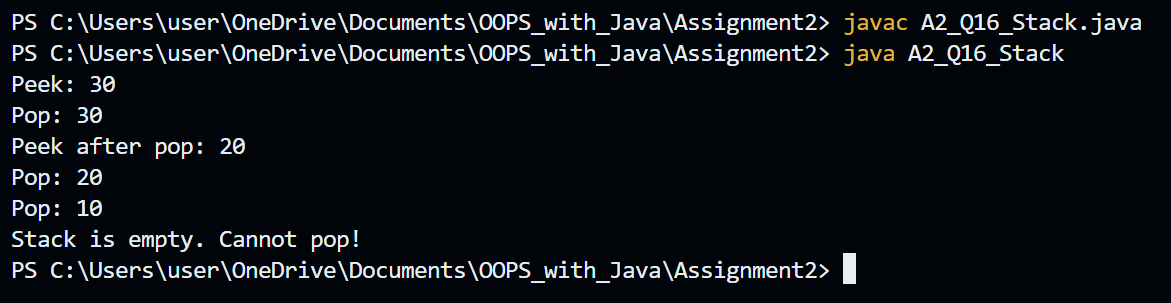 PS C:\Users\user\OneDrive\Documents\OOPS_with_Java\Assignment2> javac A2_Q16_Stack.java
PS C:\Users\user\OneDrive\Documents\OOPS_with_Java\Assignment2> java A2_Q16_Stack
Peek: 30
Pop: 30
Peek after pop: 20
Pop: 20
Pop: 10
Stack is empty. Cannot pop!
PS C:\Users\user\OneDrive\Documents\OOPS_with_Java\Assignment2>